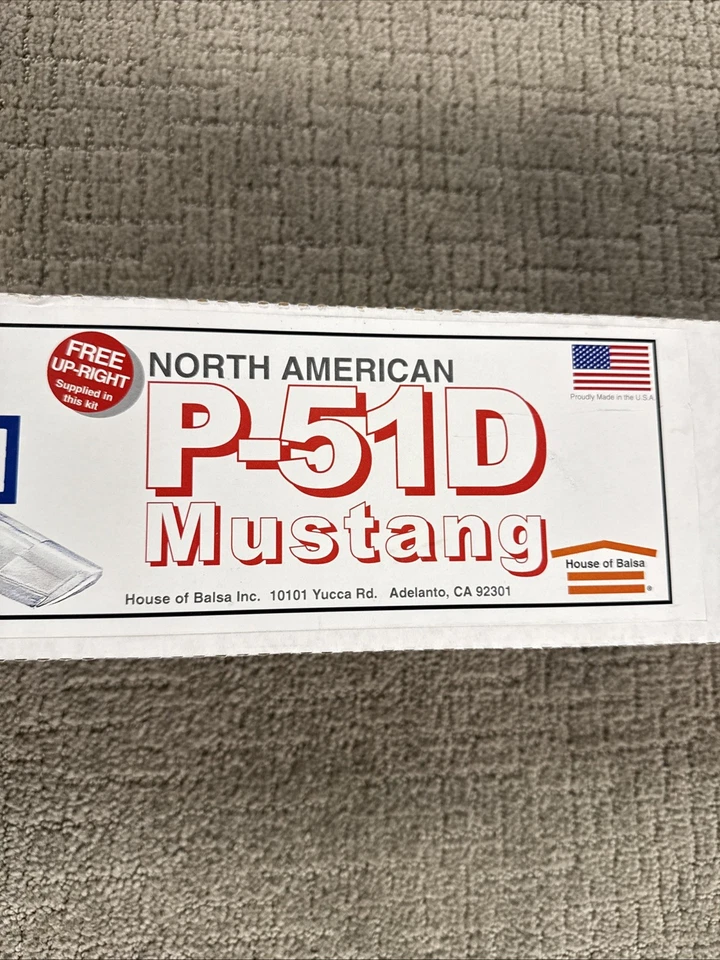 FREE
UP-RIGHT
Supplied in
this kit
NORTH AMERICAN
P-51D
Mustang
House of Balsa Inc. 10101 Yucca Rd. Adelanto, CA 92301
Proudly Made in the U.S.A.
House of Balsa
®